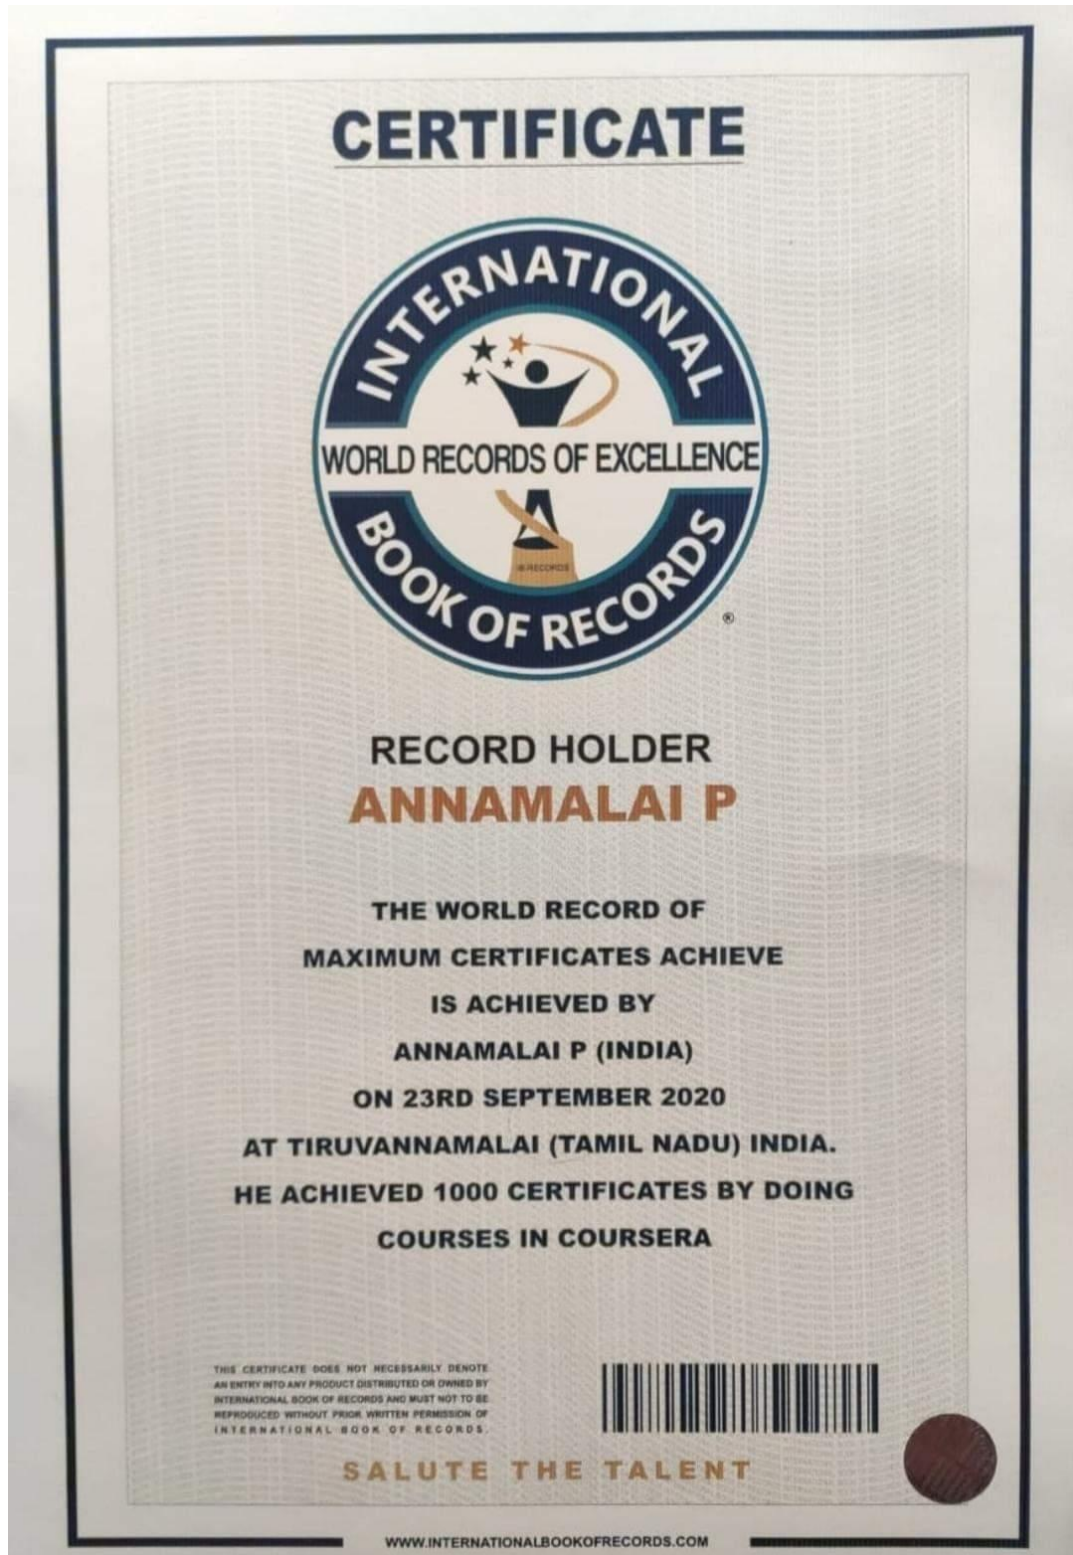 CERTIFICATE
INTERNATIONAL
WORLD RECORDS OF EXCELLENCE
IB RECORDS
BOOK OF RECORDS
®
RECORD HOLDER
ANNAMALAI P
THE WORLD RECORD OF
MAXIMUM CERTIFICATES ACHIEVE
IS ACHIEVED BY
ANNAMALAI P (INDIA)
ON 23RD SEPTEMBER 2020
AT TIRUVANNAMALAI (TAMIL NADU) INDIA.
HE ACHIEVED 1000 CERTIFICATES BY DOING
COURSES IN COURSERA
THIS CERTIFICATE DOES NOT NECESSARILY DENOTE
AN ENTRY INTO ANY PRODUCT DISTRIBUTED OR OWNED BY
INTERNATIONAL BOOK OF RECORDS AND MUST NOT TO BE
REPRODUCED WITHOUT PRIOR WRITTEN PERMISSION OF
INTERNATIONAL BOOK OF RECORDS.
SALUTE THE TALENT
WWW.INTERNATIONALBOOKOFRECORDS.COM